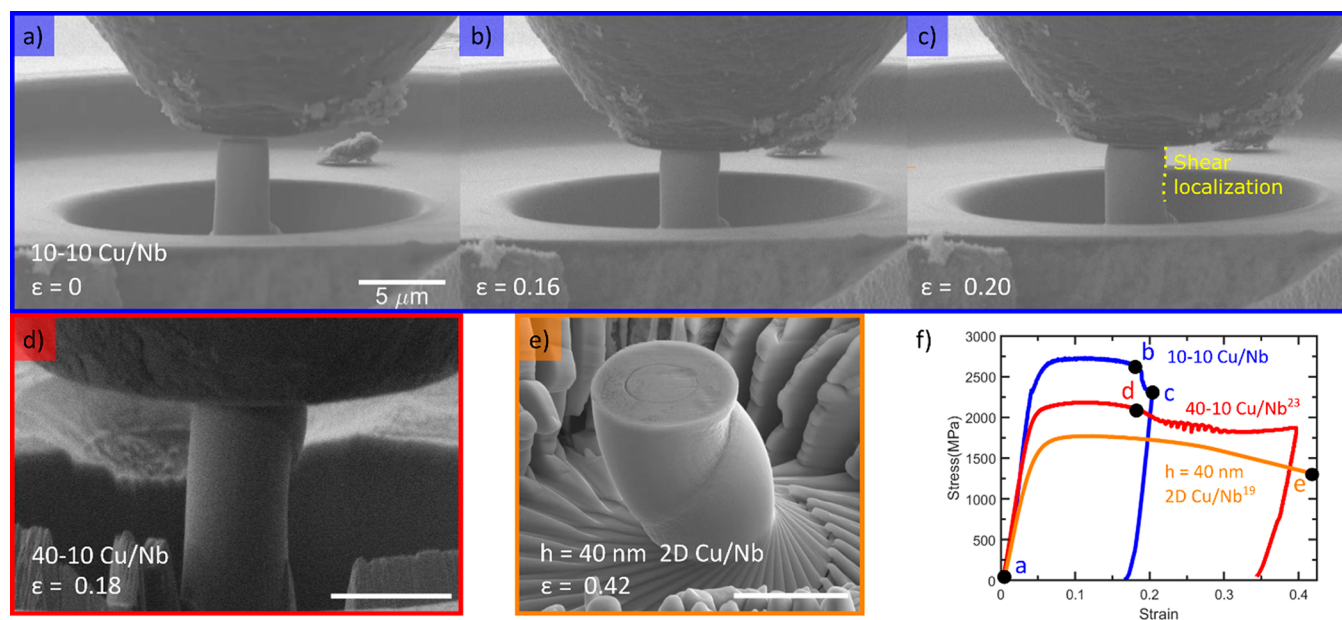 a)
10-10 Cu/Nb
ε = 0
5 μm
b)
ε = 0.16
c)
Shear
localization
ε = 0.20
d)
40-10 Cu/Nb
ε = 0.18
e)
h = 40 nm 2D Cu/Nb
ε = 0.42
f)
3000
2500
2000
1500
1000
500
0
Stress(MPa)
b
10-10 Cu/Nb
d
c
40-10 Cu/Nb²³
h = 40 nm
2D Cu/Nb¹⁹
e
a
0
0.1
0.2
0.3
0.4
Strain